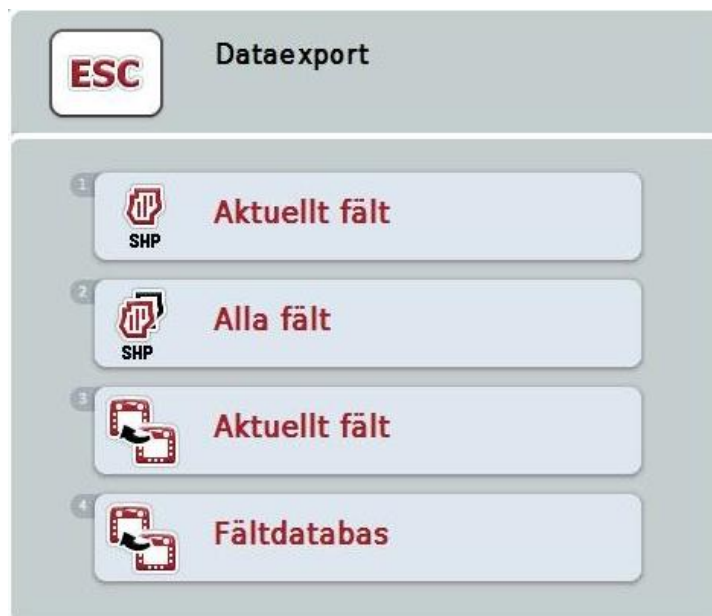 ESC
Dataexport
1
SHP
Aktuellt fält
2
SHP
Alla fält
3
Aktuellt fält
4
Fältdatabas